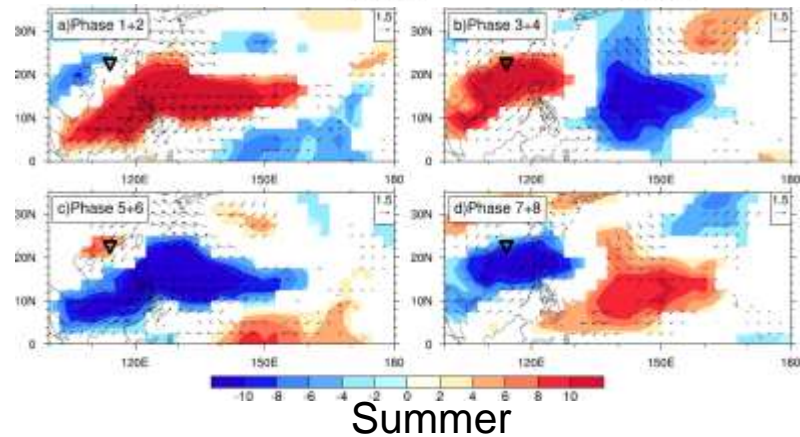 a)Phase 1+2
1.5
b)Phase 3+4
1.5
30N
30N
20N
20N
10N
10N
0
0
120E
150E
180
120E
150E
180
c)Phase 5+6
1.5
d)Phase 7+8
1.5
30N
30N
20N
20N
10N
10N
0
0
120E
150E
180
120E
150E
180
-10 -8 -6 -4 -2 0 2 4 6 8 10
Summer